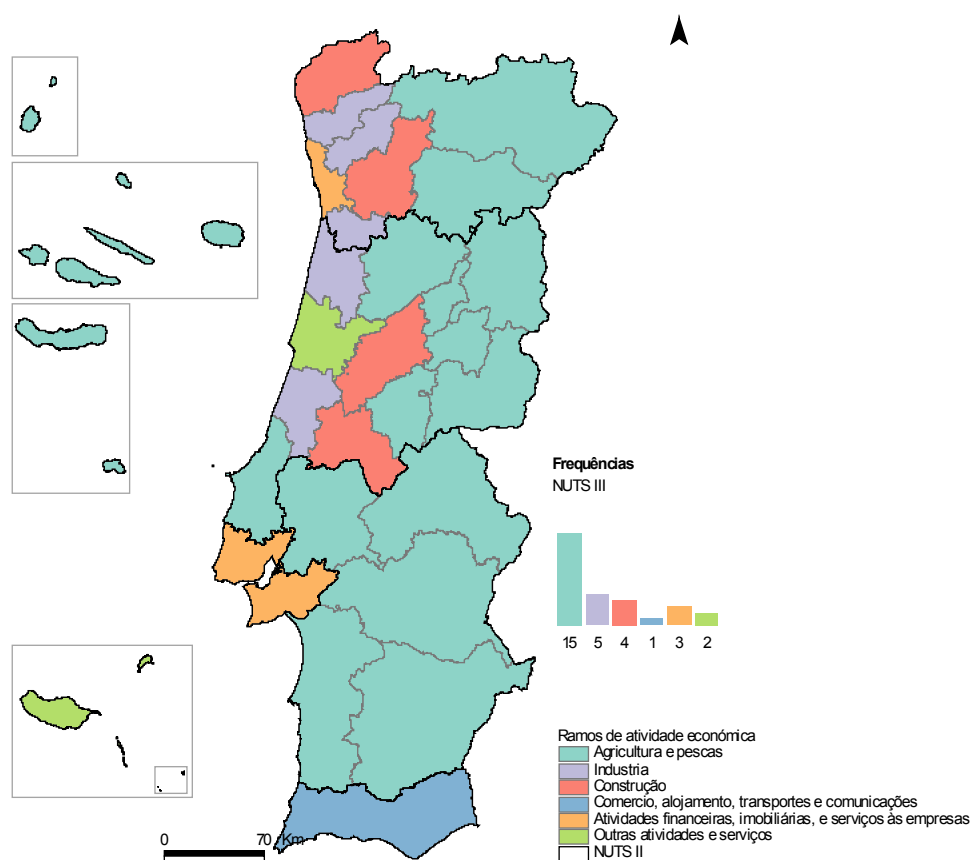 Frequências
NUTS III
15 5 4 1 3 2
Ramos de atividade económica
Agricultura e pescas
Industria
Construção
Comercio, alojamento, transportes e comunicações
Atividades financeiras, imobiliárias, e serviços às empresas
Outras atividades e serviços
NUTS II
0 70 Km